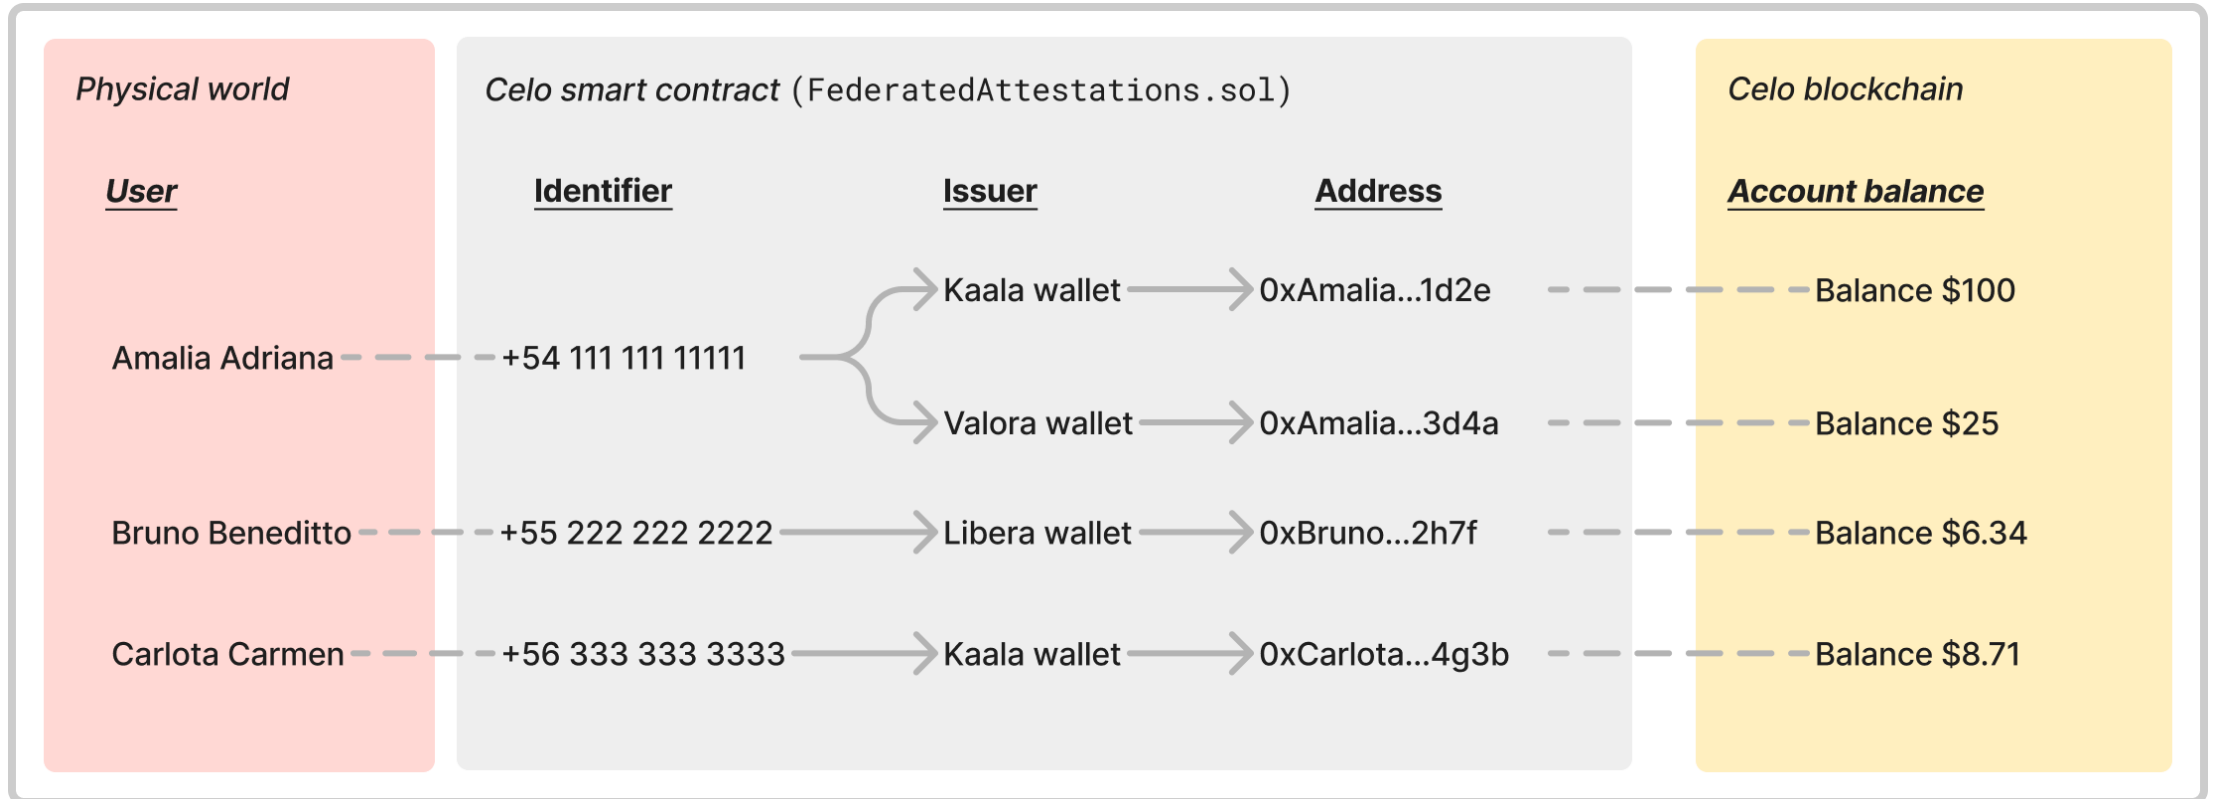 Physical world
Celo smart contract (FederatedAttestations.sol)
Celo blockchain
User Identifier Issuer Address Account balance
Kaala wallet 0xAmalia...1d2e Balance $100
Amalia Adriana +54 111 111 11111
Valora wallet 0xAmalia...3d4a Balance $25
Bruno Beneditto +55 222 222 2222 Libera wallet 0xBruno...2h7f Balance $6.34
Carlota Carmen +56 333 333 3333 Kaala wallet 0xCarlota...4g3b Balance $8.71